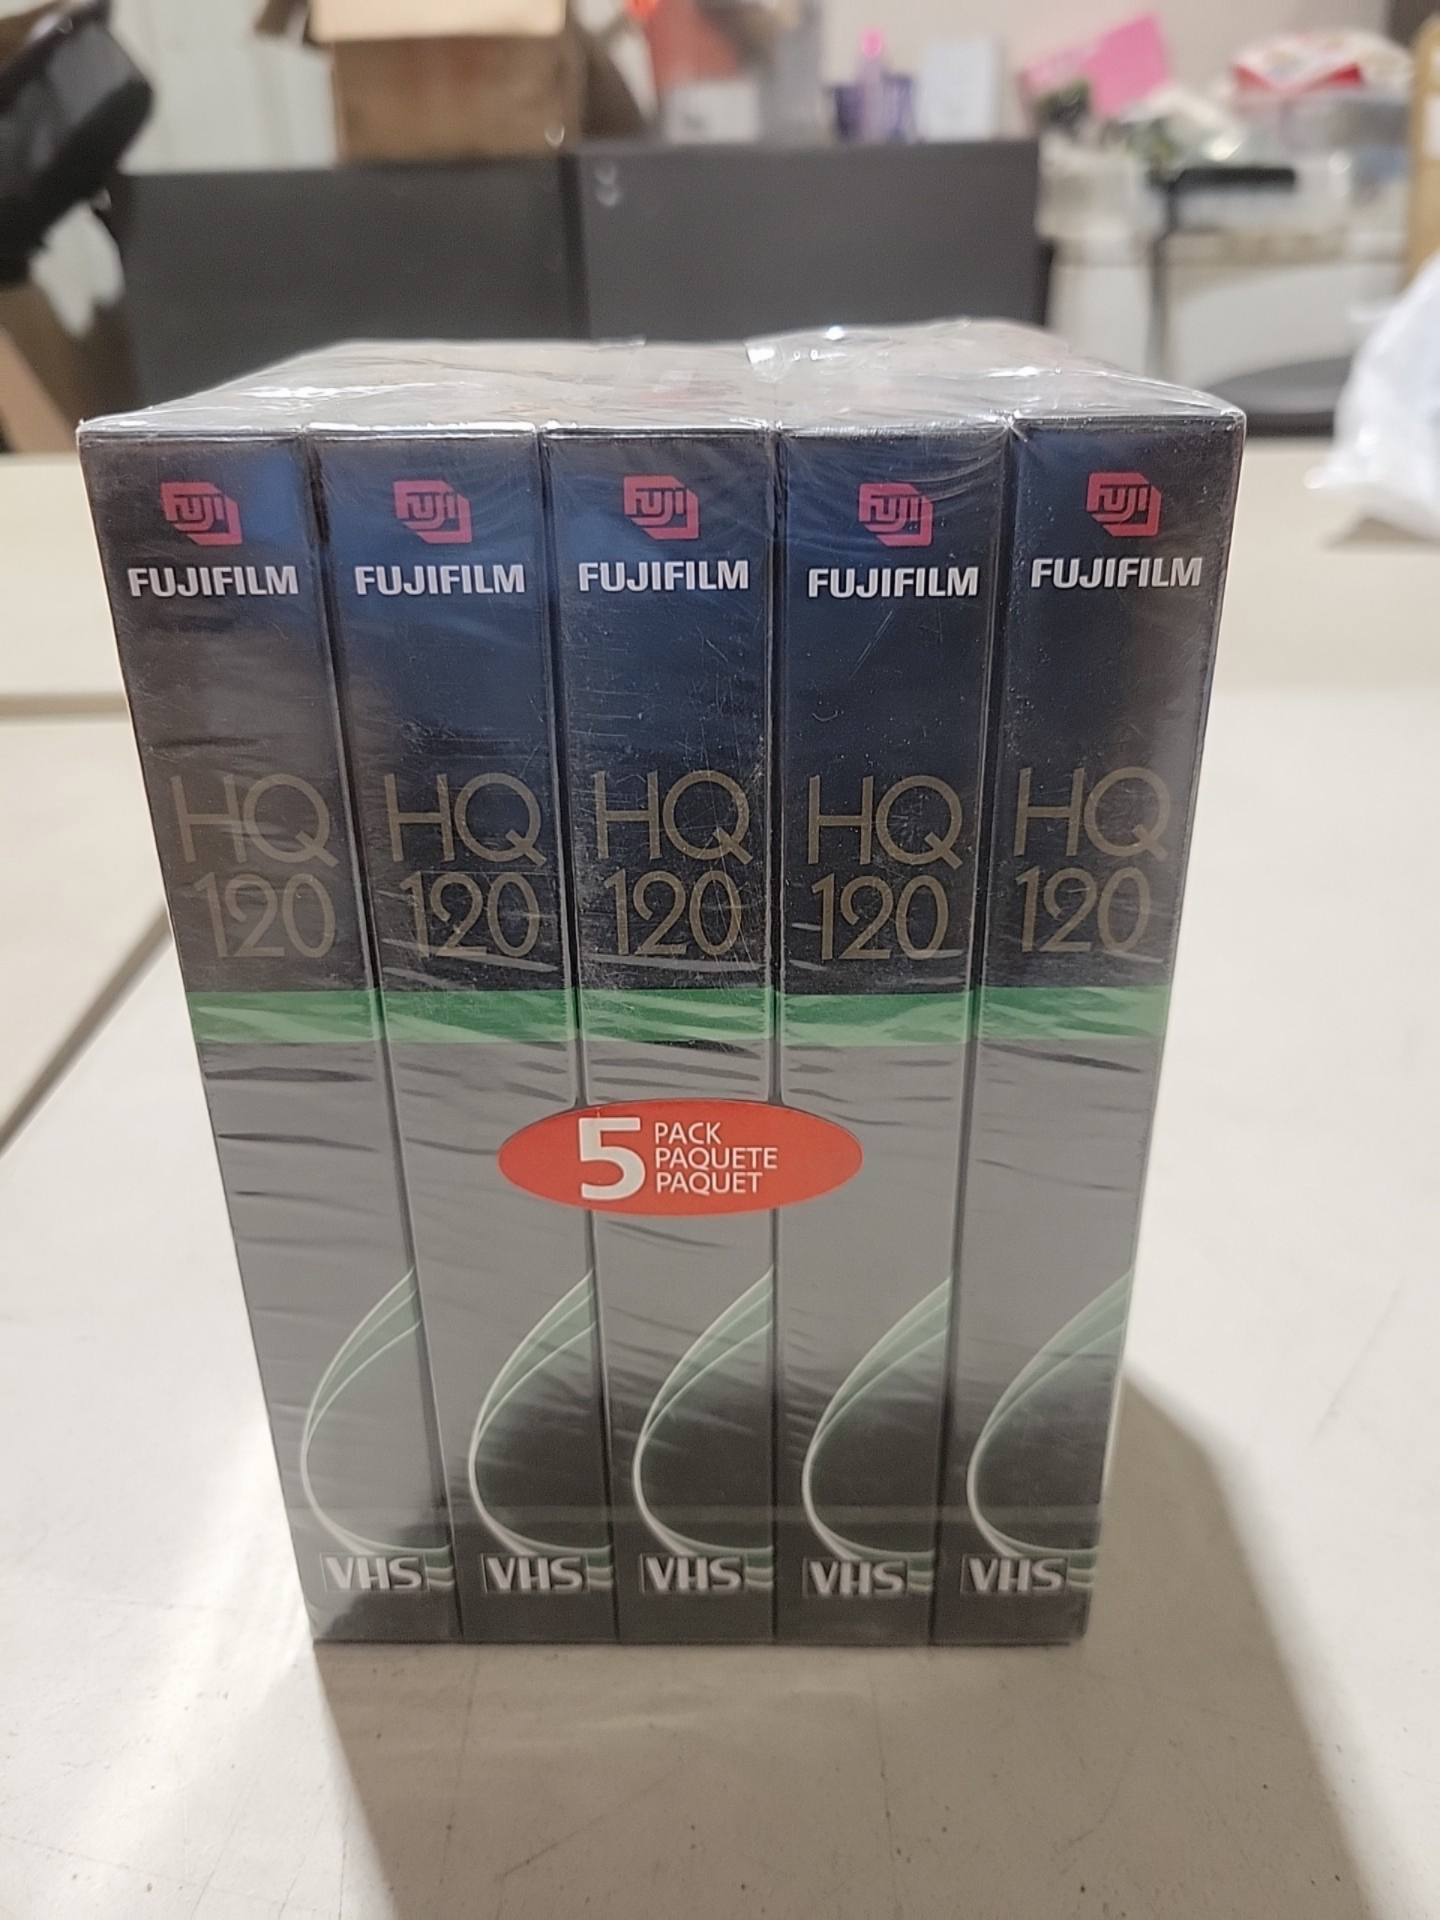 FUJI FUJI FUJI FUJI FUJI
FUJIFILM FUJIFILM FUJIFILM FUJIFILM FUJIFILM
HQ HQ HQ HQ HQ
120 120 120 120 120
5 PACK
PAQUETE
PAQUET
VHS VHS VHS VHS VHS